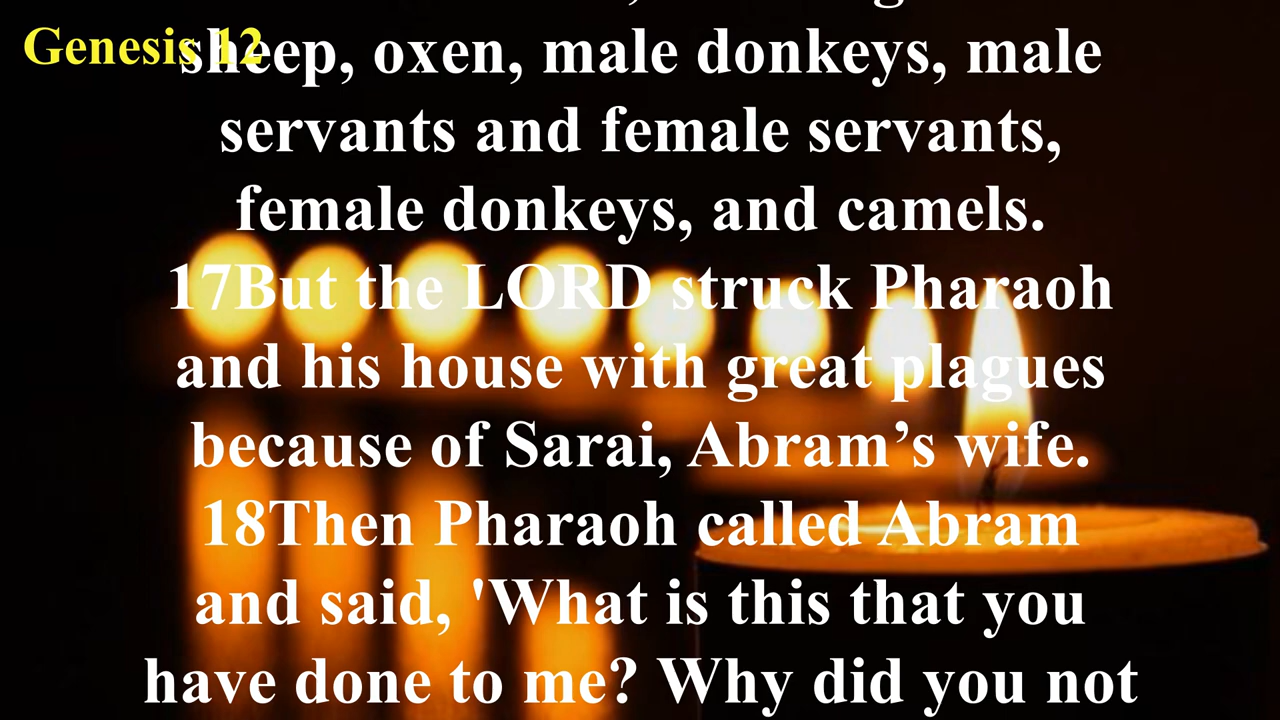 Genesis 12
sheep, oxen, male donkeys, male
servants and female servants,
female donkeys, and camels.
17But the LORD struck Pharaoh
and his house with great plagues
because of Sarai, Abram’s wife.
18Then Pharaoh called Abram
and said, 'What is this that you
have done to me? Why did you not